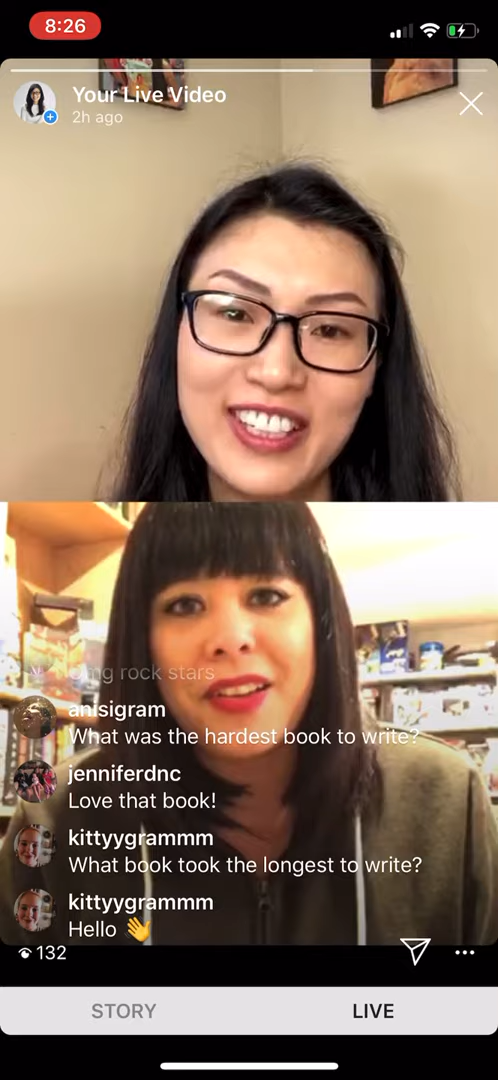 8:26
Your Live Video
2h ago
omg rock stars
anisigram
What was the hardest book to write?
jenniferdnc
Love that book!
kittyygrammm
What book took the longest to write?
kittyygrammm
Hello 👋
132
STORY
LIVE